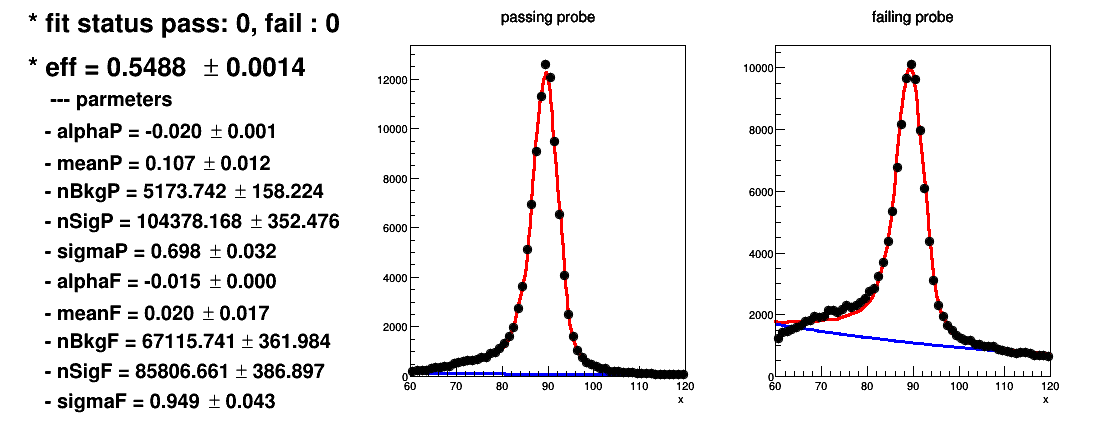 * fit status pass: 0, fail : 0
* eff = 0.5488 ± 0.0014
--- parmeters
- alphaP = -0.020 ± 0.001
- meanP = 0.107 ± 0.012
- nBkgP = 5173.742 ± 158.224
- nSigP = 104378.168 ± 352.476
- sigmaP = 0.698 ± 0.032
- alphaF = -0.015 ± 0.000
- meanF = 0.020 ± 0.017
- nBkgF = 67115.741 ± 361.984
- nSigF = 85806.661 ± 386.897
- sigmaF = 0.949 ± 0.043
passing probe
12000
10000
8000
6000
4000
2000
0
60 70 80 90 100 110 120
x
failing probe
10000
8000
6000
4000
2000
0
60 70 80 90 100 110 120
x